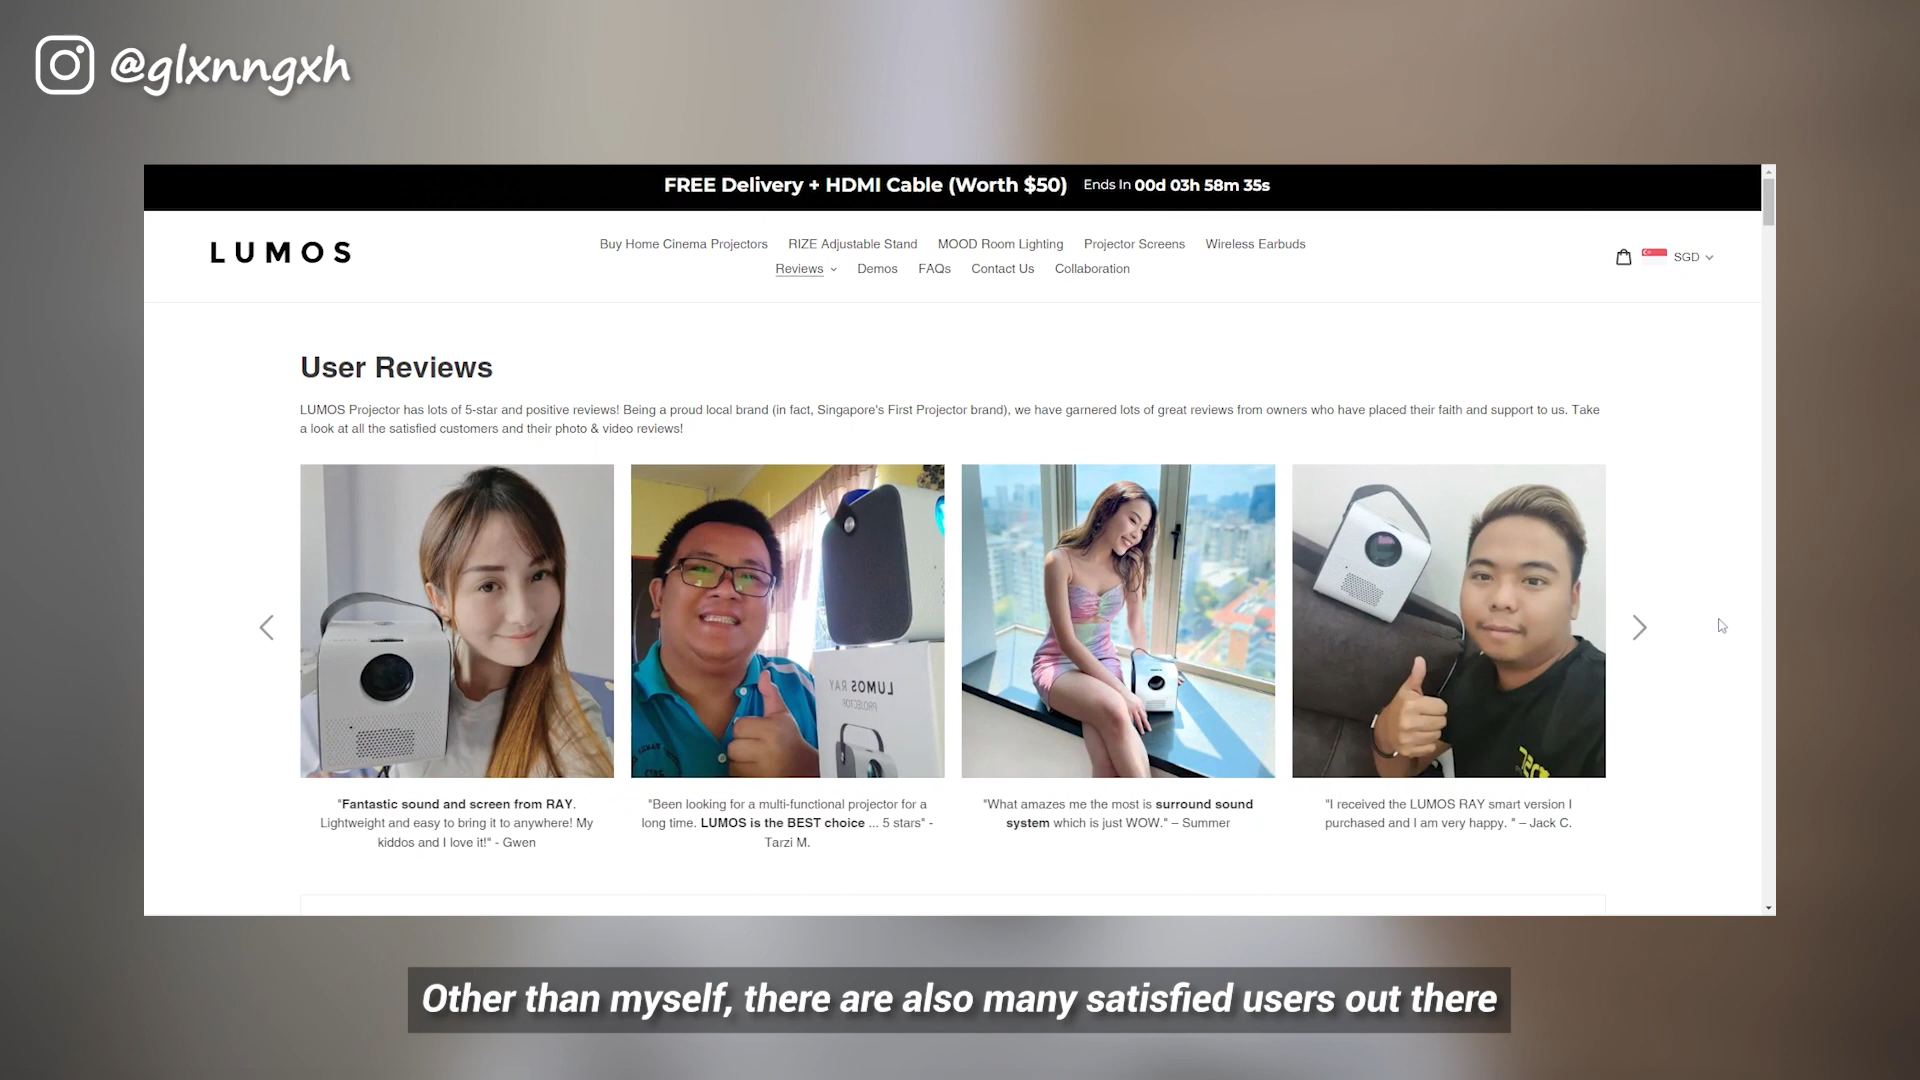 @glxnngxh
FREE Delivery + HDMI Cable (Worth $50) Ends In 00d 03h 58m 35s
LUMOS
Buy Home Cinema Projectors RIZE Adjustable Stand MOOD Room Lighting Projector Screens Wireless Earbuds
Reviews Demos FAQs Contact Us Collaboration
SGD
User Reviews
LUMOS Projector has lots of 5-star and positive reviews! Being a proud local brand (in fact, Singapore's First Projector brand), we have garnered lots of great reviews from owners who have placed their faith and support to us. Take
a look at all the satisfied customers and their photo & video reviews!
LUMOS RAY
PROJECTOR
"Fantastic sound and screen from RAY.
Lightweight and easy to bring it to anywhere! My
kiddos and I love it!" - Gwen
"Been looking for a multi-functional projector for a
long time. LUMOS is the BEST choice ... 5 stars" -
Tarzi M.
"What amazes me the most is surround sound
system which is just WOW." – Summer
"I received the LUMOS RAY smart version I
purchased and I am very happy. " – Jack C.
Other than myself, there are also many satisfied users out there